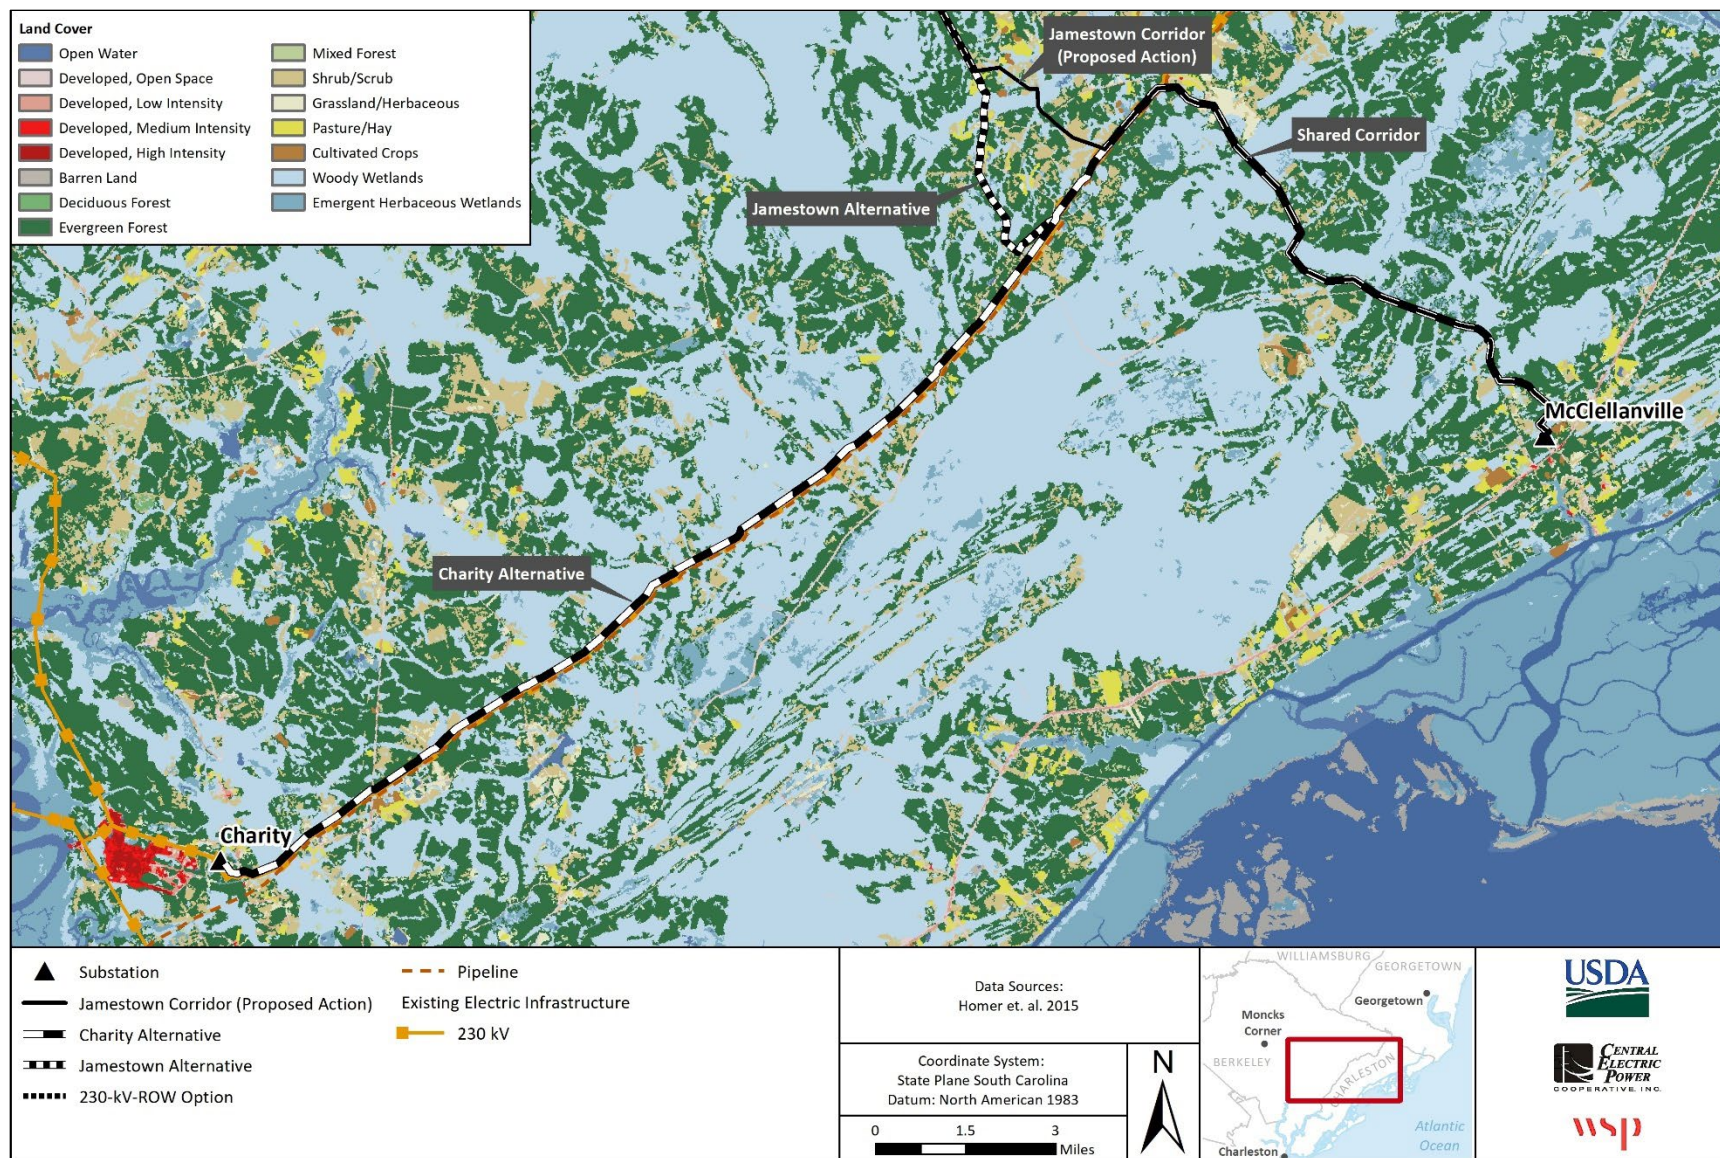 Land Cover
Open Water
Developed, Open Space
Developed, Low Intensity
Developed, Medium Intensity
Developed, High Intensity
Barren Land
Deciduous Forest
Evergreen Forest
Mixed Forest
Shrub/Scrub
Grassland/Herbaceous
Pasture/Hay
Cultivated Crops
Woody Wetlands
Emergent Herbaceous Wetlands
Jamestown Corridor
(Proposed Action)
Shared Corridor
Jamestown Alternative
McClellanville
Charity Alternative
Charity
Substation
Jamestown Corridor (Proposed Action)
Charity Alternative
Jamestown Alternative
230-kV-ROW Option
Pipeline
Existing Electric Infrastructure
230 kV
Data Sources:
Homer et. al. 2015
Coordinate System:
State Plane South Carolina
Datum: North American 1983
0 1.5 3
Miles
N
WILLIAMSBURG
GEORGETOWN
Georgetown
Moncks
Corner
BERKELEY
CHARLESTON
Atlantic
Ocean
Charleston
USDA
CENTRAL
ELECTRIC
POWER
COOPERATIVE, INC.
wsp